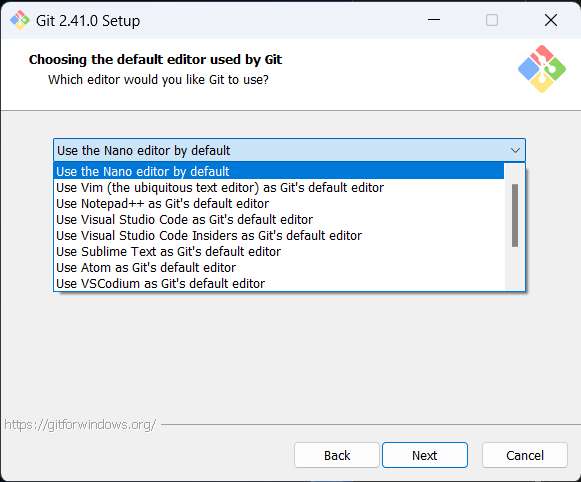 Git 2.41.0 Setup
Choosing the default editor used by Git
Which editor would you like Git to use?
Use the Nano editor by default
Use the Nano editor by default
Use Vim (the ubiquitous text editor) as Git's default editor
Use Notepad++ as Git's default editor
Use Visual Studio Code as Git's default editor
Use Visual Studio Code Insiders as Git's default editor
Use Sublime Text as Git's default editor
Use Atom as Git's default editor
Use VSCodium as Git's default editor
https://gitforwindows.org/
Back Next Cancel